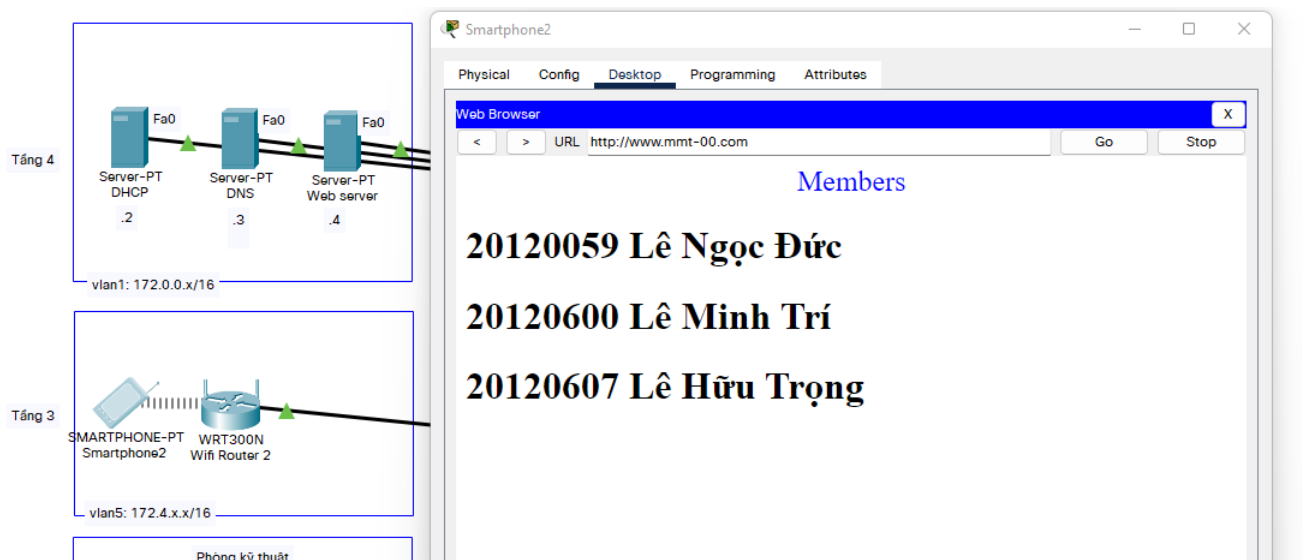 Tầng 4
Fa0
Fa0
Fa0
Server-PT
DHCP
Server-PT
DNS
Server-PT
Web server
.2
.3
.4
vlan1: 172.0.0.x/16
Tầng 3
SMARTPHONE-PT
Smartphone2
WRT300N
Wifi Router 2
vlan5: 172.4.x.x/16
Phòng kỹ thuật
Smartphone2
Physical Config Desktop Programming Attributes
Web Browser
X
< > URL http://www.mmt-00.com Go Stop
Members
20120059 Lê Ngọc Đức
20120600 Lê Minh Trí
20120607 Lê Hữu Trọng